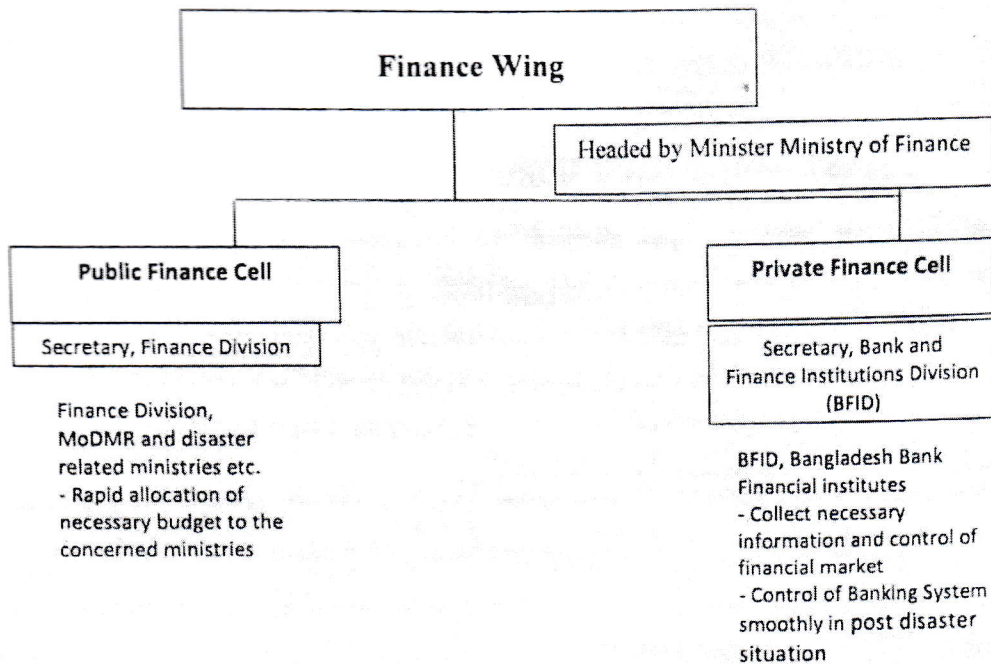 Finance Wing
Headed by Minister Ministry of Finance
Public Finance Cell
Secretary, Finance Division
Finance Division,
MoDMR and disaster
related ministries etc.
- Rapid allocation of
necessary budget to the
concerned ministries
Private Finance Cell
Secretary, Bank and
Finance Institutions Division
(BFID)
BFID, Bangladesh Bank
Financial institutes
- Collect necessary
information and control of
financial market
- Control of Banking System
smoothly in post disaster
situation